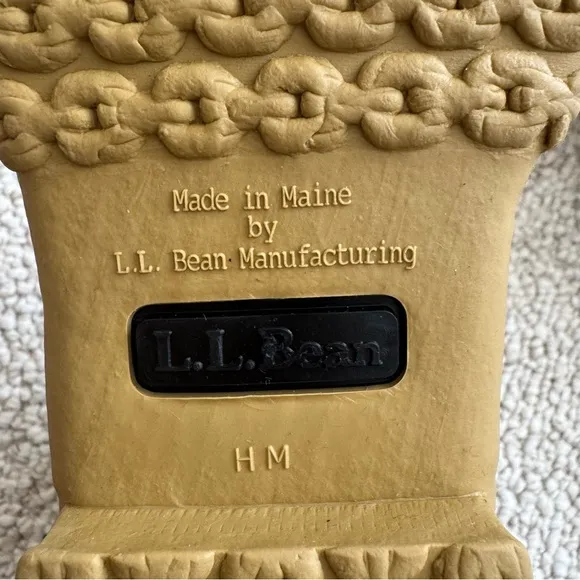 Made in Maine
by
L.L. Bean Manufacturing
L.L.Bean
HM